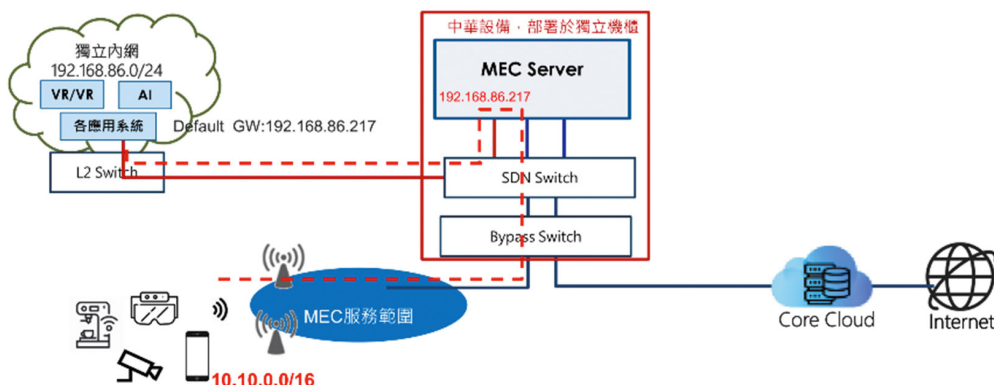 中華設備，部署於獨立機櫃
獨立內網
192.168.86.0/24
VR/VR
AI
各應用系統
Default GW:192.168.86.217
L2 Switch
MEC Server
192.168.86.217
SDN Switch
Bypass Switch
MEC服務範圍
10.10.0.0/16
Core Cloud
Internet